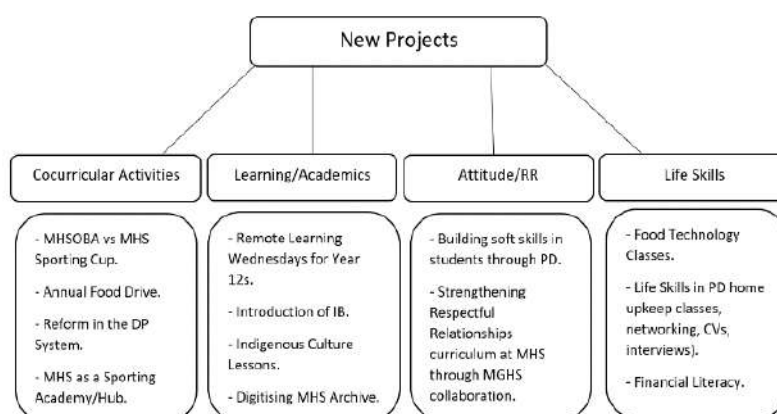 New Projects
Cocurricular Activities
- MHSOBA vs MHS
Sporting Cup.
- Annual Food Drive.
- Reform in the DP
System.
- MHS as a Sporting
Academy/Hub.
Learning/Academics
- Remote Learning
Wednesdays for Year
12s.
- Introduction of IB.
- Indigenous Culture
Lessons.
- Digitising MHS Archive.
Attitude/RR
- Building soft skills in
students through PD.
- Strengthening
Respectful
Relationships
curriculum at MHS
through MGHS
collaboration.
Life Skills
- Food Technology
Classes.
- Life Skills in PD home
upkeep classes,
networking, CVs,
interviews).
- Financial Literacy.